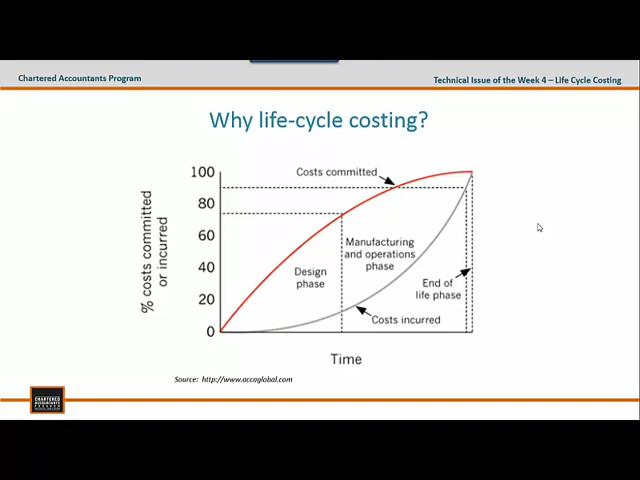 Chartered Accountants Program
Technical Issue of the Week 4 – Life Cycle Costing
Why life-cycle costing?
% costs committed
or incurred
100
80
60
40
20
0
Costs committed
Design
phase
Manufacturing
and operations
phase
End of
life phase
Costs incurred
Time
Source: http://www.accaglobal.com
CHARTERED
ACCOUNTANTS
PROGRAM